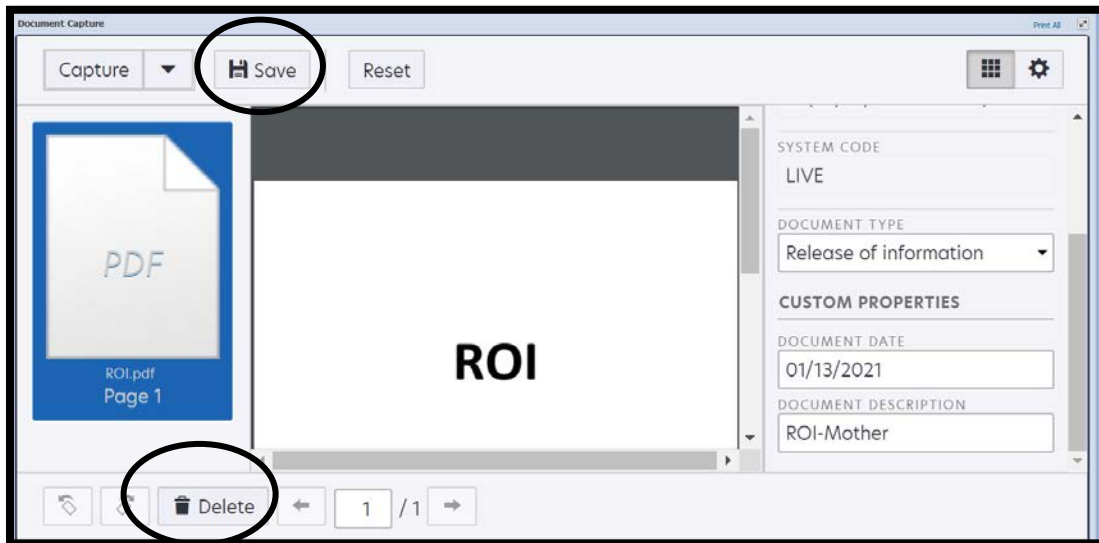 Document Capture
Print All
Capture
Save
Reset
SYSTEM CODE
LIVE
DOCUMENT TYPE
Release of information
CUSTOM PROPERTIES
DOCUMENT DATE
01/13/2021
DOCUMENT DESCRIPTION
ROI-Mother
PDF
ROI.pdf
Page 1
ROI
Delete
1 / 1